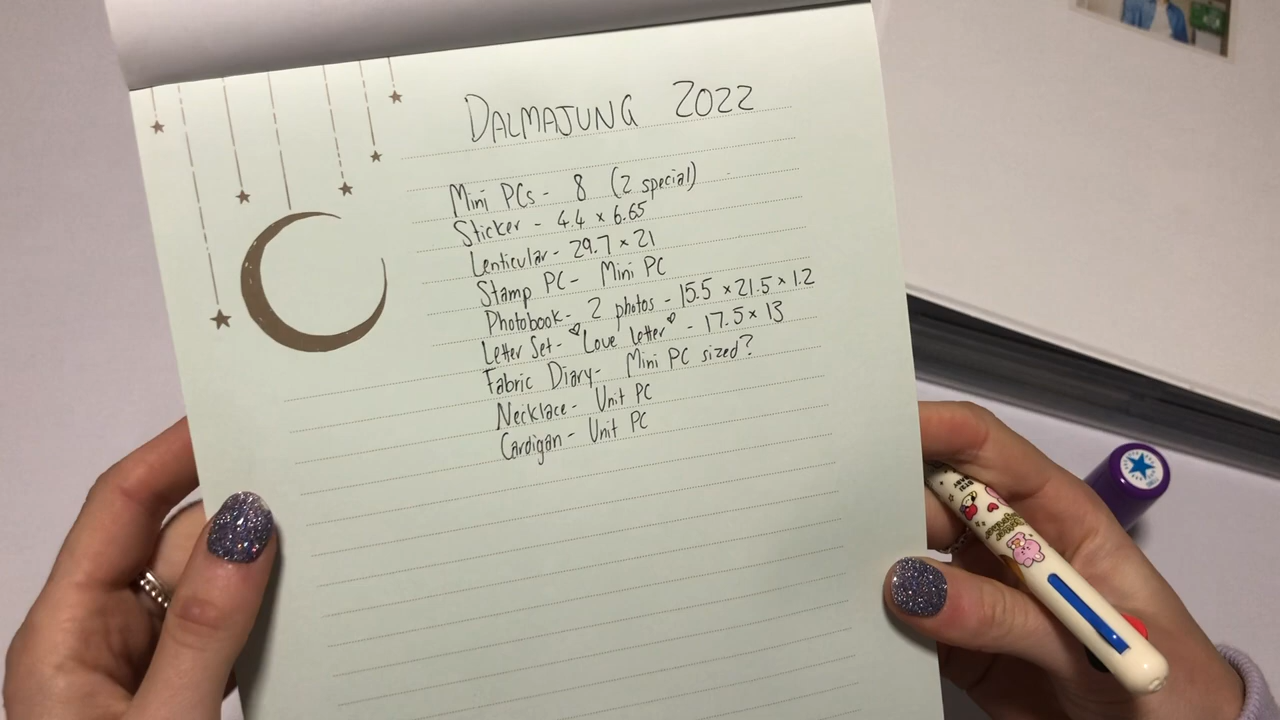 DALMAJUNG 2022
Mini PCs - 8 (2 special)
Sticker - 4.4 x 6.65
Lenticular - 29.7 x 21
Stamp PC - Mini PC
Photobook - 2 photos - 15.5 x 21.5 x 1.2
Letter Set - "Love letter" - 17.5 x 13
Fabric Diary - Mini PC sized?
Necklace - Unit PC
Cardigan - Unit PC